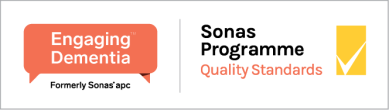 Engaging
Dementia
Formerly Sonas apc
Sonas
Programme
Quality Standards